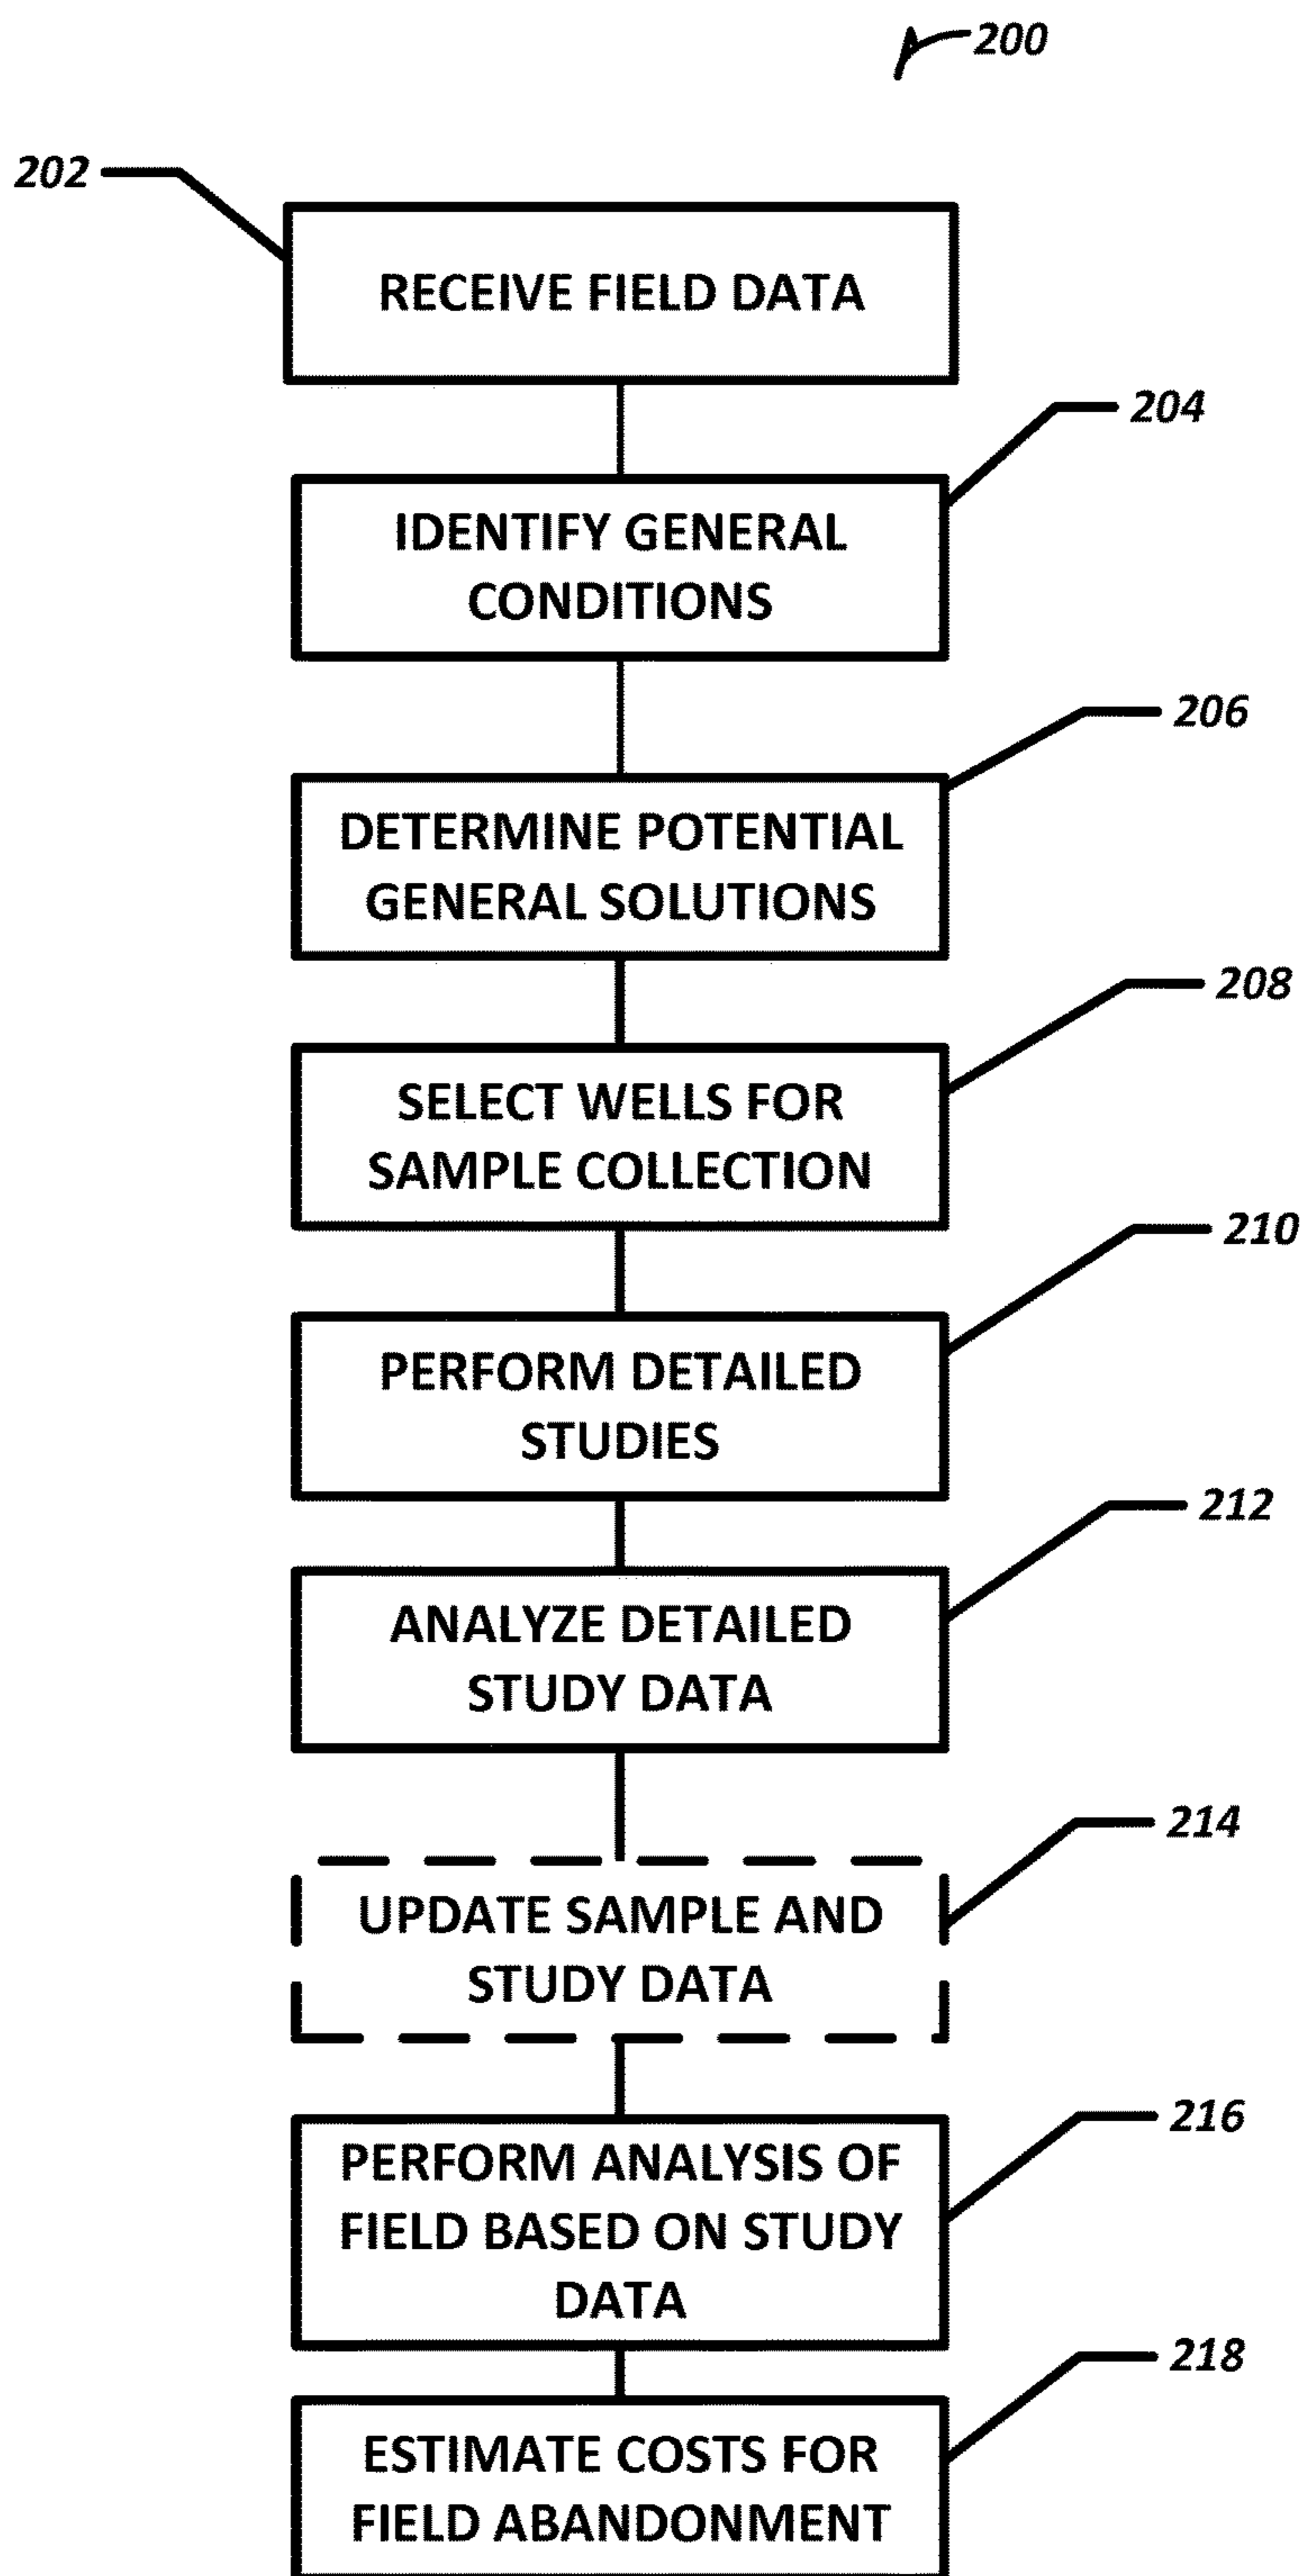 200
202
RECEIVE FIELD DATA
204
IDENTIFY GENERAL
CONDITIONS
206
DETERMINE POTENTIAL
GENERAL SOLUTIONS
208
SELECT WELLS FOR
SAMPLE COLLECTION
210
PERFORM DETAILED
STUDIES
212
ANALYZE DETAILED
STUDY DATA
214
UPDATE SAMPLE AND
STUDY DATA
216
PERFORM ANALYSIS OF
FIELD BASED ON STUDY
DATA
218
ESTIMATE COSTS FOR
FIELD ABANDONMENT